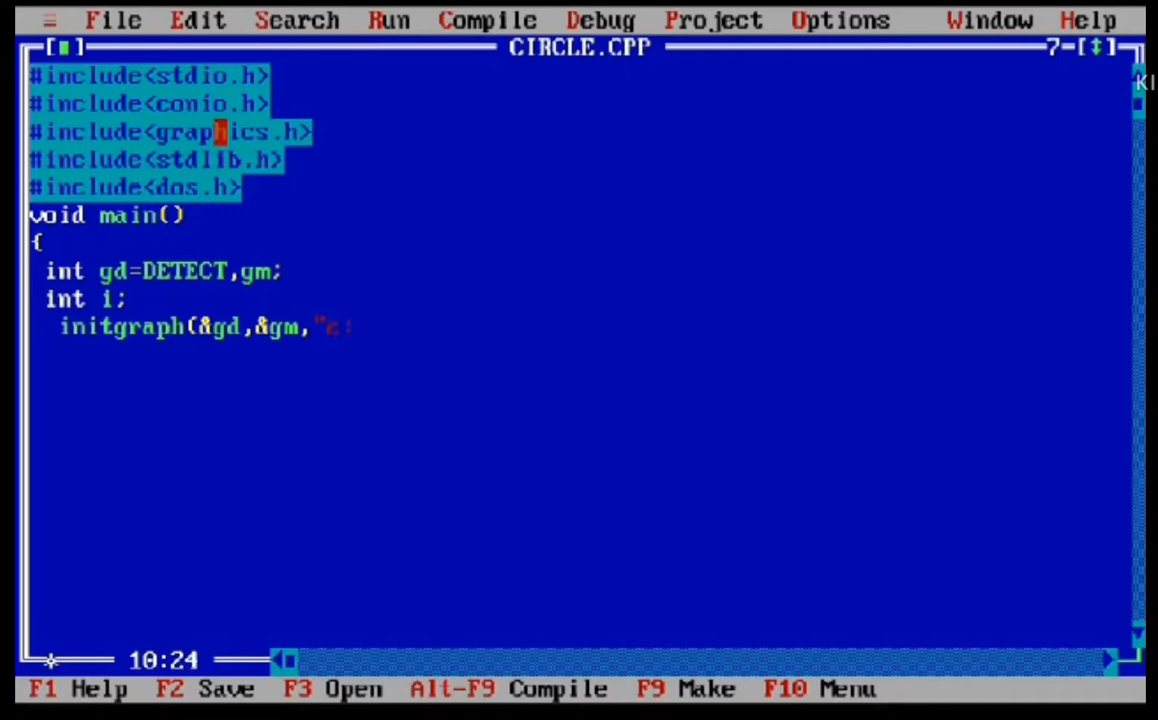 ≡ File Edit Search Run Compile Debug Project Options Window Help
[■] CIRCLE.CPP 7=[↕]
KI
#include<stdio.h>
#include<conio.h>
#include<graphics.h>
#include<stdlib.h>
#include<dos.h>
void main()
{
int gd=DETECT,gm;
int i;
initgraph(&gd,&gm,"c:
10:24
F1 Help F2 Save F3 Open Alt-F9 Compile F9 Make F10 Menu